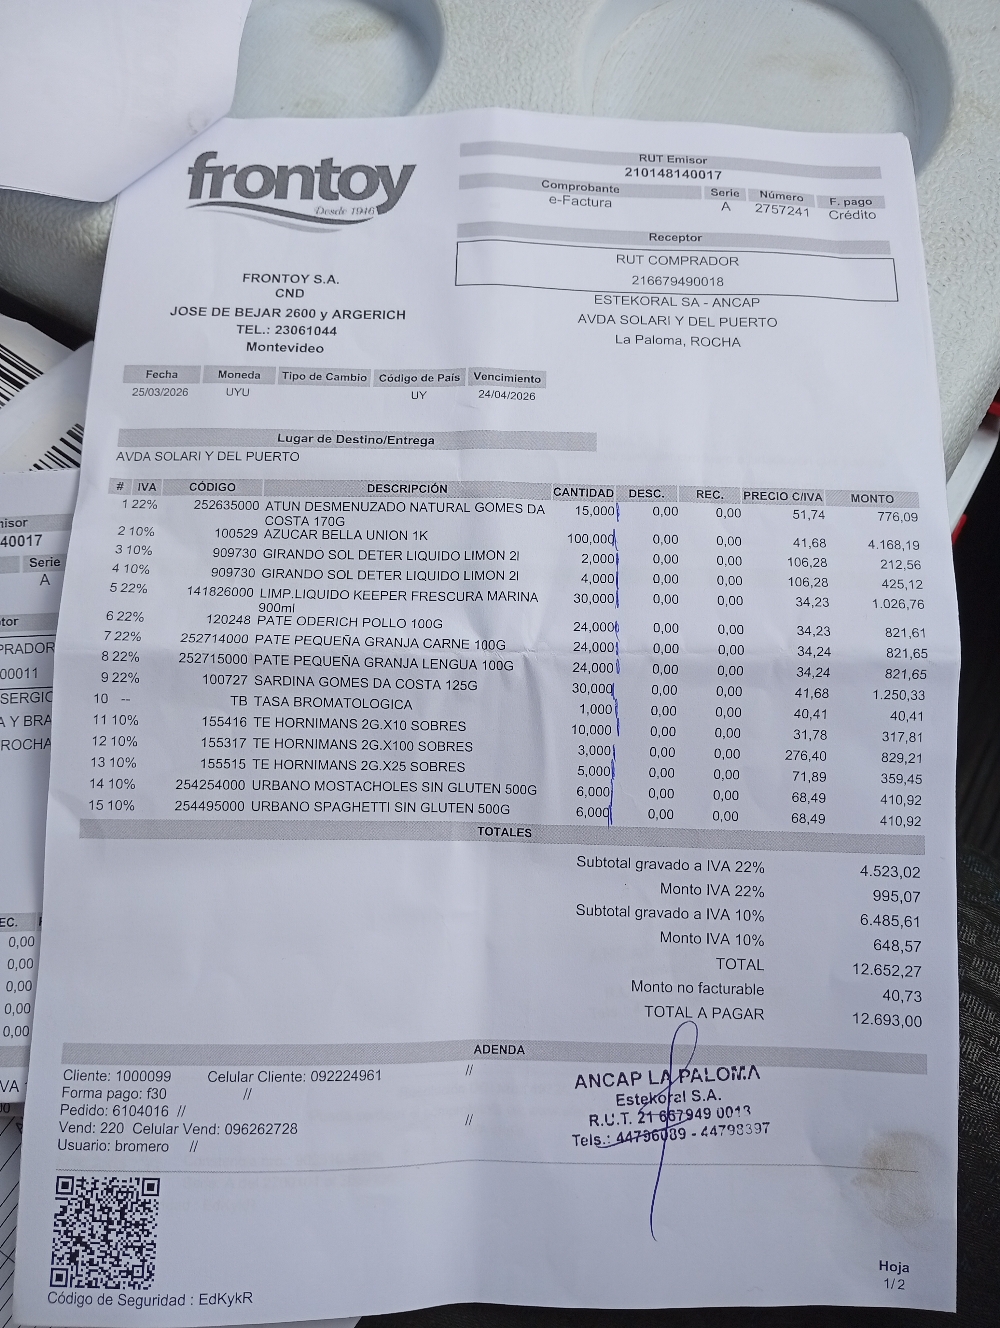 frontoy
Desde 1946
RUT Emisor
210148140017
Comprobante Serie Número F. pago
e-Factura A 2757241 Crédito
Receptor
RUT COMPRADOR
216679490018
ESTEKORAL SA - ANCAP
AVDA SOLARI Y DEL PUERTO
La Paloma, ROCHA
FRONTOY S.A.
CND
JOSE DE BEJAR 2600 y ARGERICH
TEL.: 23061044
Montevideo
Fecha Moneda Tipo de Cambio Código de País Vencimiento
25/03/2026 UYU UY 24/04/2026
Lugar de Destino/Entrega
AVDA SOLARI Y DEL PUERTO
# IVA CÓDIGO DESCRIPCIÓN CANTIDAD DESC. REC. PRECIO C/IVA MONTO
1 22% 252635000 ATUN DESMENUZADO NATURAL GOMES DA COSTA 170G 15,000 0,00 0,00 51,74 776,09
2 10% 100529 AZUCAR BELLA UNION 1K 100,000 0,00 0,00 41,68 4.168,19
3 10% 909730 GIRANDO SOL DETER LIQUIDO LIMON 2l 2,000 0,00 0,00 106,28 212,56
4 10% 909730 GIRANDO SOL DETER LIQUIDO LIMON 2l 4,000 0,00 0,00 106,28 425,12
5 22% 141826000 LIMP.LIQUIDO KEEPER FRESCURA MARINA 900ml 30,000 0,00 0,00 34,23 1.026,76
6 22% 120248 PATE ODERICH POLLO 100G 24,000 0,00 0,00 34,23 821,61
7 22% 252714000 PATE PEQUEÑA GRANJA CARNE 100G 24,000 0,00 0,00 34,24 821,65
8 22% 252715000 PATE PEQUEÑA GRANJA LENGUA 100G 24,000 0,00 0,00 34,24 821,65
9 22% 100727 SARDINA GOMES DA COSTA 125G 30,000 0,00 0,00 41,68 1.250,33
10 -- TB TASA BROMATOLOGICA 1,000 0,00 0,00 40,41 40,41
11 10% 155416 TE HORNIMANS 2G.X10 SOBRES 10,000 0,00 0,00 31,78 317,81
12 10% 155317 TE HORNIMANS 2G.X100 SOBRES 3,000 0,00 0,00 276,40 829,21
13 10% 155515 TE HORNIMANS 2G.X25 SOBRES 5,000 0,00 0,00 71,89 359,45
14 10% 254254000 URBANO MOSTACHOLES SIN GLUTEN 500G 6,000 0,00 0,00 68,49 410,92
15 10% 254495000 URBANO SPAGHETTI SIN GLUTEN 500G 6,000 0,00 0,00 68,49 410,92
TOTALES
Subtotal gravado a IVA 22% 4.523,02
Monto IVA 22% 995,07
Subtotal gravado a IVA 10% 6.485,61
Monto IVA 10% 648,57
TOTAL 12.652,27
Monto no facturable 40,73
TOTAL A PAGAR 12.693,00
ADENDA
Cliente: 1000099 Celular Cliente: 092224961 //
Forma pago: f30 //
Pedido: 6104016 //
Vend: 220 Celular Vend: 096262728 //
Usuario: bromero //
ANCAP LA PALOMA
Estekoral S.A.
R.U.T. 21 667949 0018
Tels.: 44796089 - 44798397
Código de Seguridad : EdKykR
Hoja
1/2
40017
Serie
A
00011
SERGIO
ROCHA
0,00
0,00
0,00
0,00
0,00